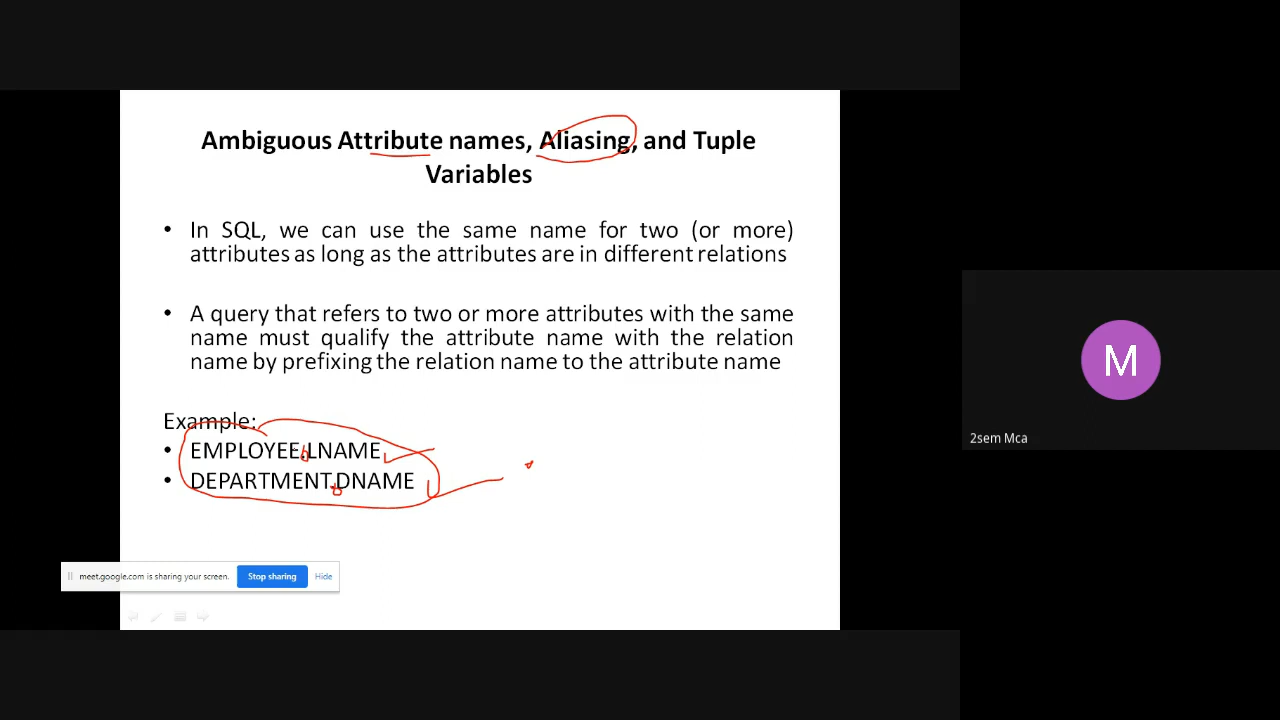 Ambiguous Attribute names, Aliasing, and Tuple
Variables
• In SQL, we can use the same name for two (or more)
attributes as long as the attributes are in different relations
• A query that refers to two or more attributes with the same
name must qualify the attribute name with the relation
name by prefixing the relation name to the attribute name
Example:
• EMPLOYEE.LNAME
• DEPARTMENT.DNAME
meet.google.com is sharing your screen. Stop sharing Hide
M
2sem Mca